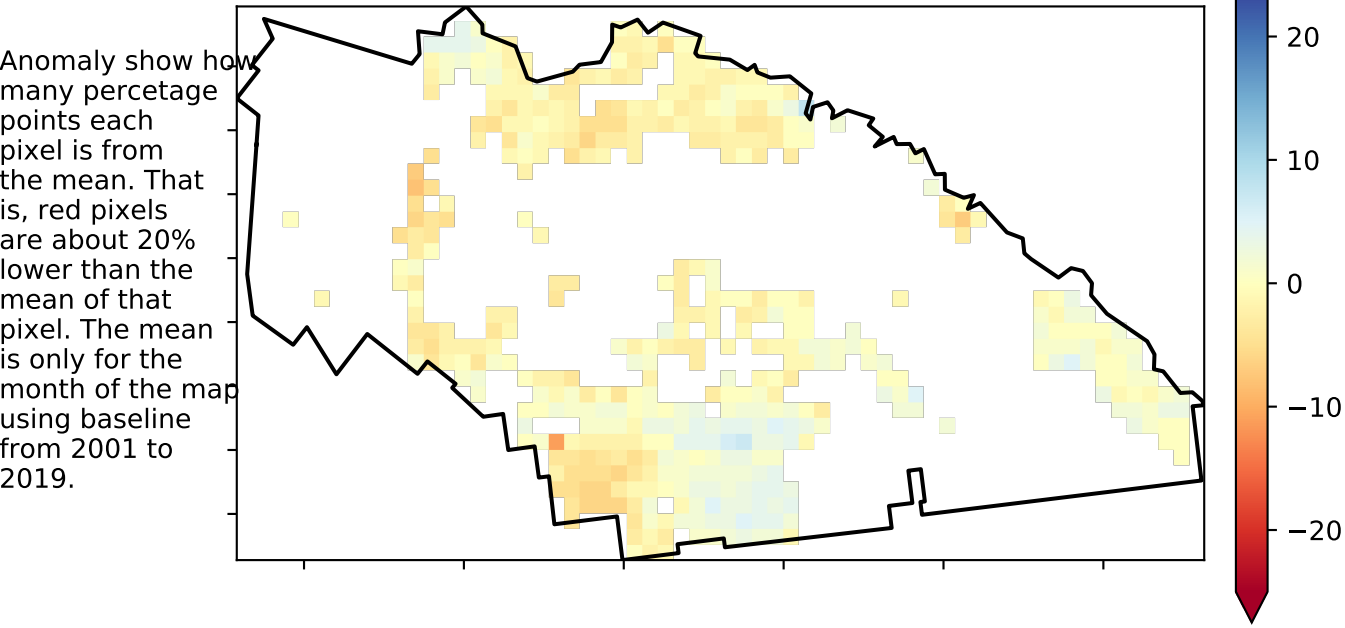 Anomaly show how
many percetage
points each
pixel is from
the mean. That
is, red pixels
are about 20%
lower than the
mean of that
pixel. The mean
is only for the
month of the map
using baseline
from 2001 to
2019.
20
10
0
−10
−20